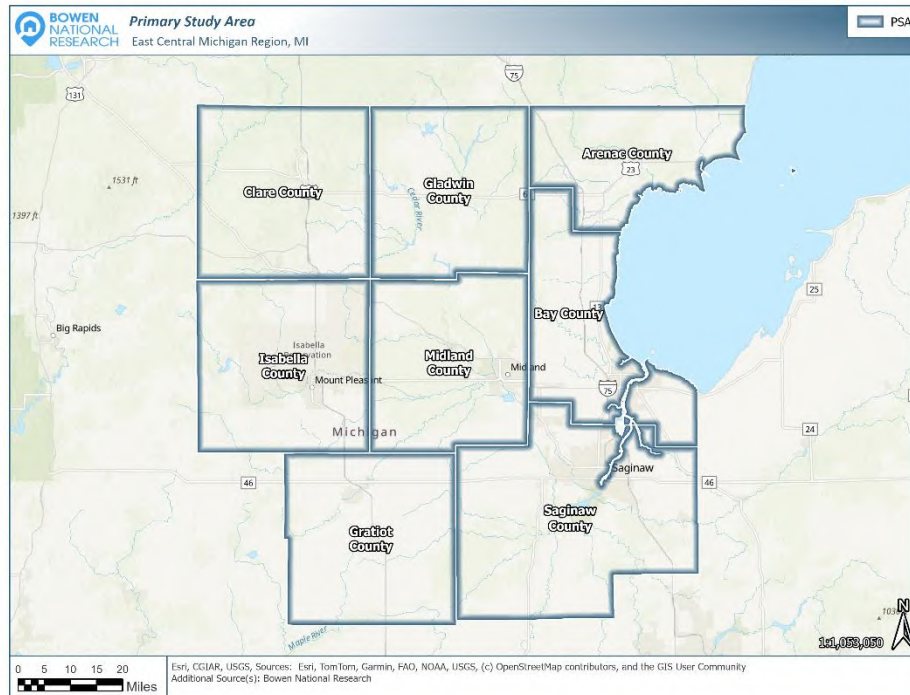 BOWEN
NATIONAL
RESEARCH
Primary Study Area
East Central Michigan Region, MI
PSA
131
75
1531 ft
1397 ft
Clare County
Gladwin
County
Cedar River
Arenac County
23
25
Bay County
Big Rapids
Isabella
Isabella
County
Mount Pleasant
Midland
County
Midland
75
Michigan
24
46
Saginaw
46
Gratiot
County
Saginaw
County
Maple River
N
1:1,053,050
0 5 10 15 20
Miles
Esri, CGIAR, USGS, Sources: Esri, TomTom, Garmin, FAO, NOAA, USGS, (c) OpenStreetMap contributors, and the GIS User Community
Additional Source(s): Bowen National Research